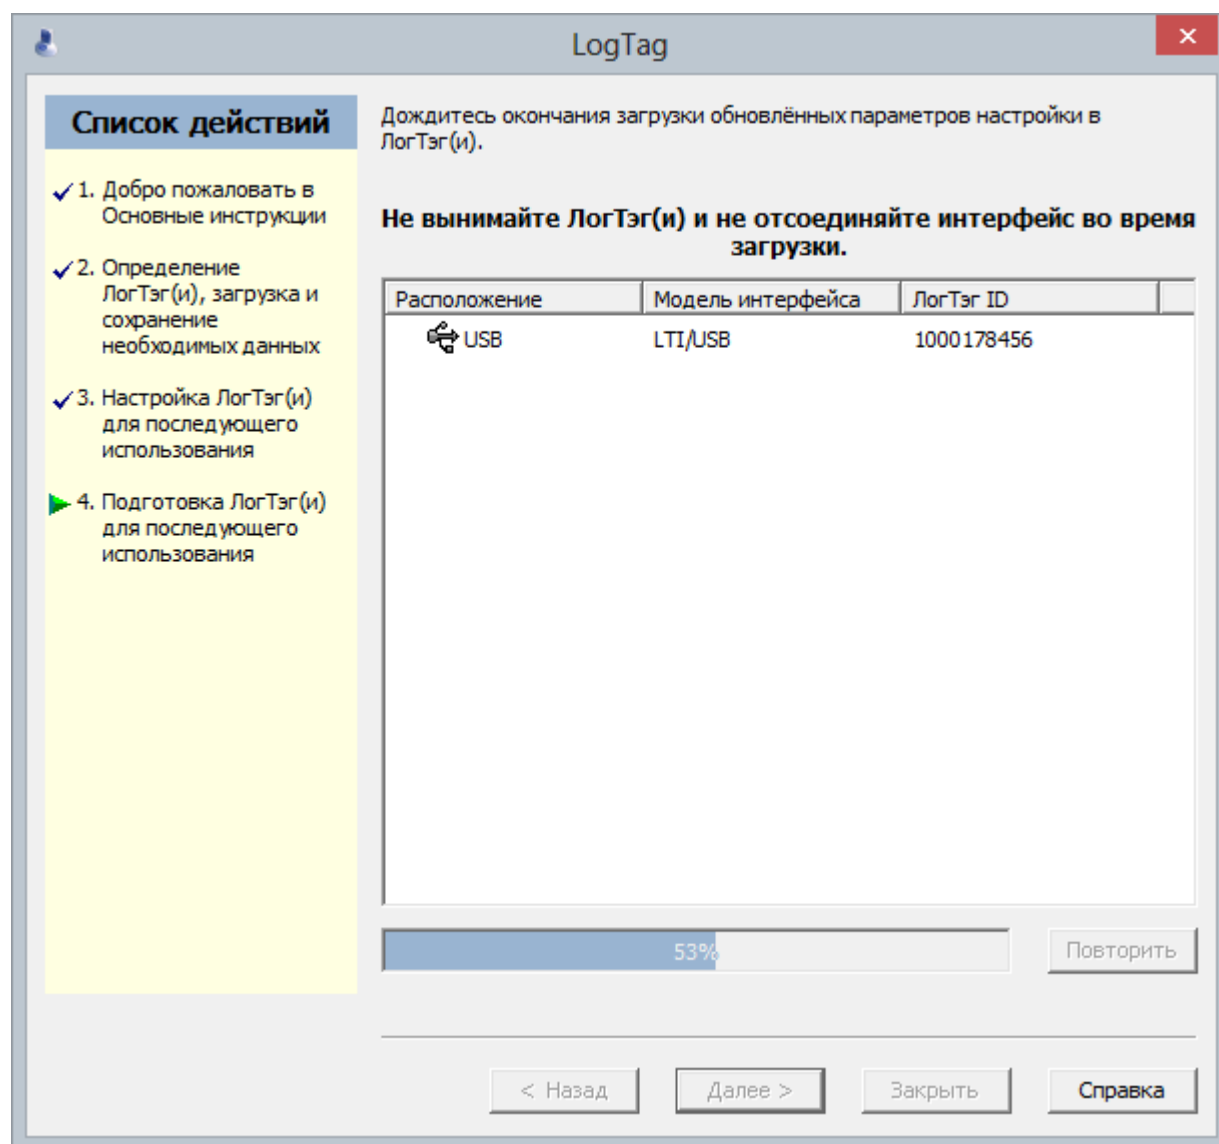 LogTag
Список действий
✓ 1. Добро пожаловать в
Основные инструкции
✓ 2. Определение
ЛогТэг(и), загрузка и
сохранение
необходимых данных
✓ 3. Настройка ЛогТэг(и)
для последующего
использования
4. Подготовка ЛогТэг(и)
для последующего
использования
Дождитесь окончания загрузки обновлённых параметров настройки в
ЛогТэг(и).
Не вынимайте ЛогТэг(и) и не отсоединяйте интерфейс во время
загрузки.
Расположение Модель интерфейса ЛогТэг ID
USB LTI/USB 1000178456
53% Повторить
< Назад Далее > Закрыть Справка